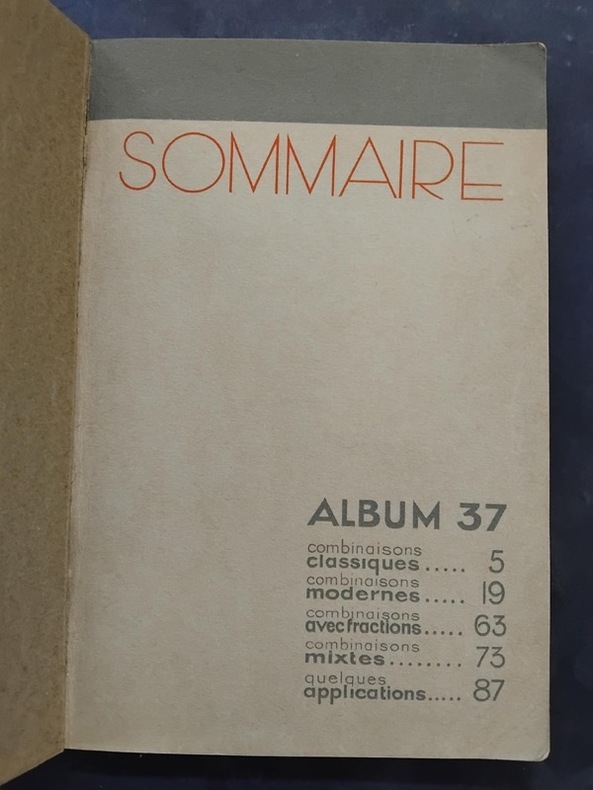 SOMMAIRE
ALBUM 37
combinaisons
classiques ..... 5
combinaisons
modernes ..... 19
combinaisons
avec fractions ..... 63
combinaisons
mixtes ........ 73
quelques
applications ..... 87